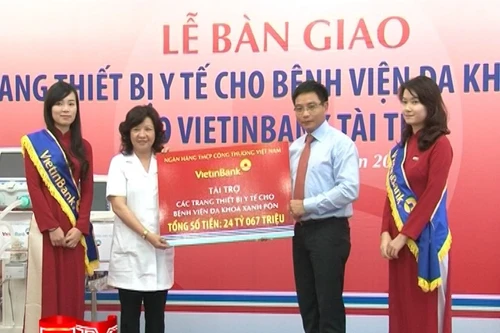 LỄ BÀN GIAO
ANG THIẾT BỊ Y TẾ CHO BỆNH VIỆN DA KH
VIETINBANK TÀI T
VietinBank
NGÂN HÀNG TMCP CÔNG THƯƠNG VIỆT NAM
VietinBank
TÀI TRỢ
CÁC TRANG THIẾT BỊ Y TẾ CHO
BỆNH VIỆN ĐA KHOA XANH PÔN
TỔNG SỐ TIỀN: 24 TỶ 067 TRIỆU